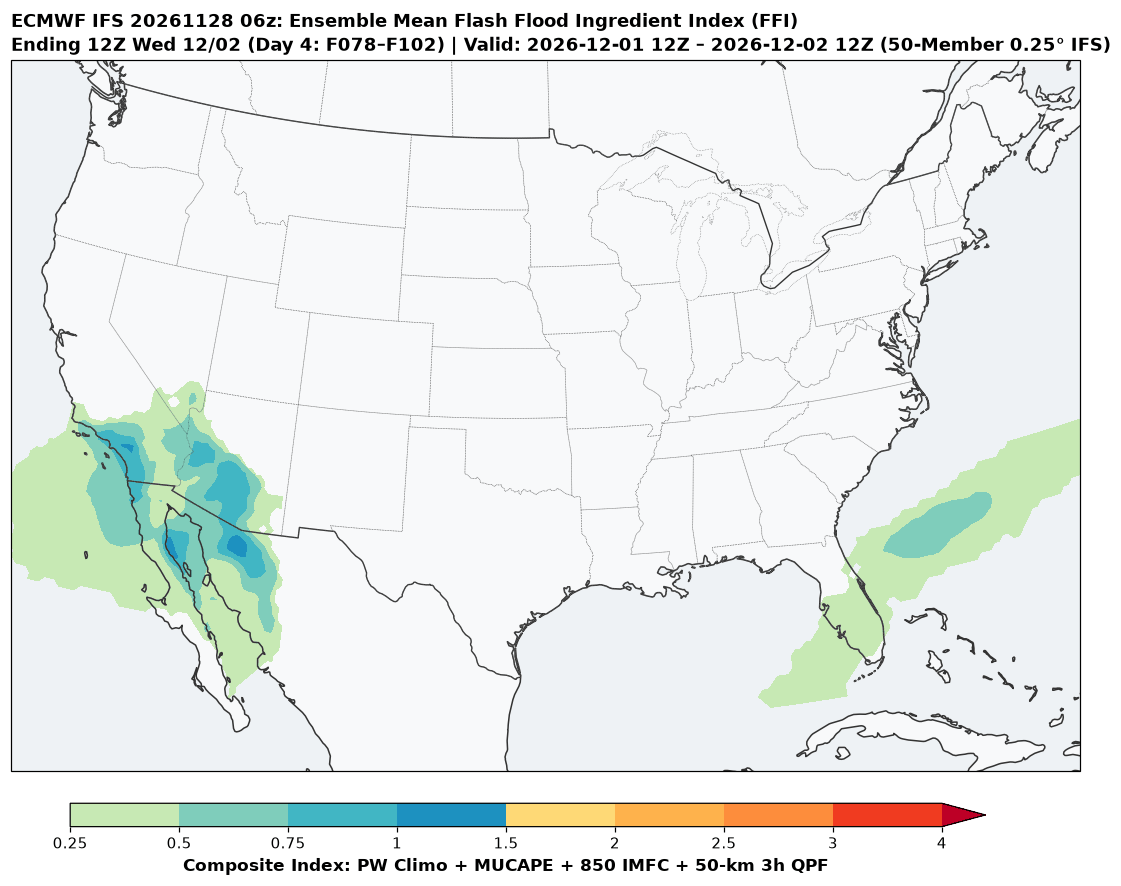 ECMWF IFS 20261128 06z: Ensemble Mean Flash Flood Ingredient Index (FFI)
Ending 12Z Wed 12/02 (Day 4: F078–F102) | Valid: 2026-12-01 12Z – 2026-12-02 12Z (50-Member 0.25° IFS)
0.25 0.5 0.75 1 1.5 2 2.5 3 4
Composite Index: PW Climo + MUCAPE + 850 IMFC + 50-km 3h QPF